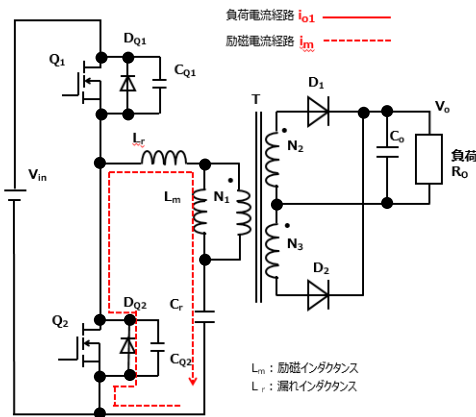 負荷電流経路 io1
励磁電流経路 im
Q1
DQ1
CQ1
Vin
Lr
Lm
N1
T
N2
N3
D1
D2
Co
Vo
負荷
RO
Q2
DQ2
CQ2
Cr
Lm：励磁インダクタンス
Lr：漏れインダクタンス